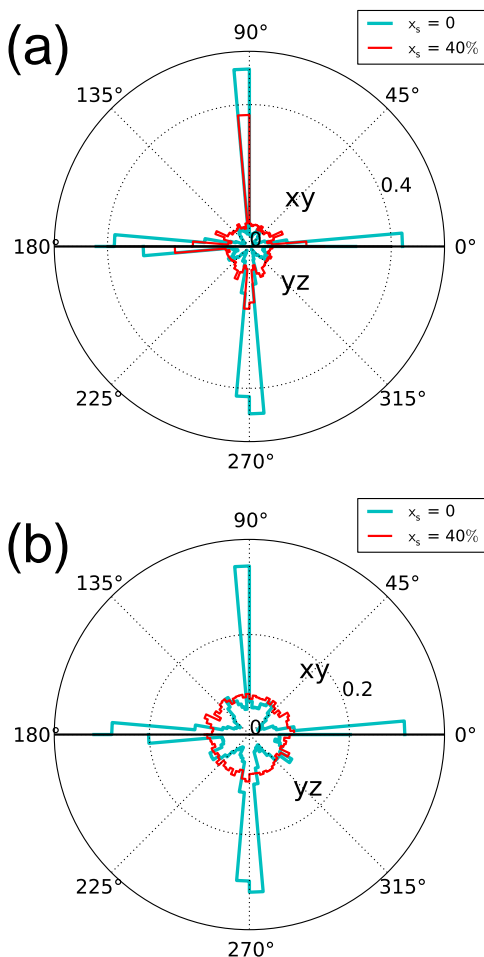 (a)
90°
x_s = 0
x_s = 40%
135°
45°
0.4
xy
180°
0
0°
yz
225°
315°
270°
(b)
90°
x_s = 0
x_s = 40%
135°
45°
xy
0.2
180°
0
0°
yz
225°
315°
270°